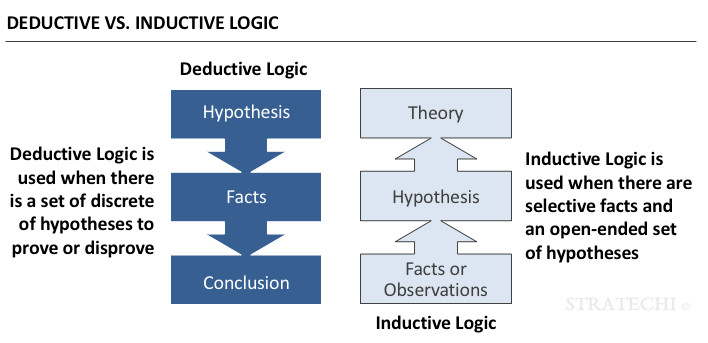 DEDUCTIVE VS. INDUCTIVE LOGIC
Deductive Logic
Hypothesis
Facts
Conclusion
Deductive Logic is
used when there
is a set of discrete
of hypotheses to
prove or disprove
Theory
Hypothesis
Facts or
Observations
Inductive Logic
Inductive Logic is
used when there are
selective facts and
an open-ended set
of hypotheses
STRATECHI ©